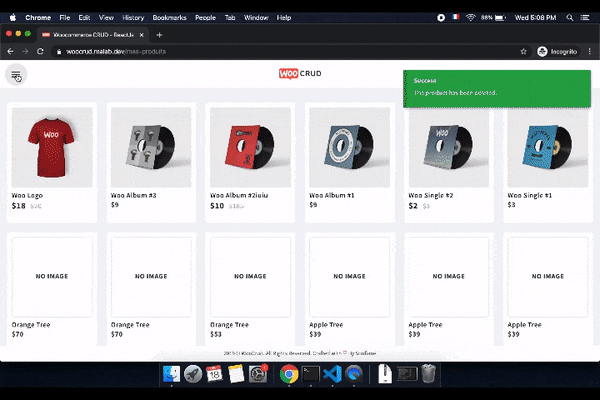 Chrome File Edit View History Bookmarks People Tab Window Help 86% Wed 5:08 PM
Woocommerce CRUD - ReactJs
woocrud.malab.dev/mes-produits Incognito
WOO CRUD
Success
The product has been deleted.
WOO
Woo Logo Woo Album #3 Woo Album #2iuiu Woo Album #1 Woo Single #2 Woo Single #1
$18 $20 $9 $10 $185 $9 $2 $3 $3
NO IMAGE NO IMAGE NO IMAGE NO IMAGE NO IMAGE NO IMAGE
Orange Tree Orange Tree Orange Tree Apple Tree Apple Tree Apple Tree
$70 $70 $53 $39 $39 $39
WooCrud. All Rights Reserved. Crafted with ♡ by
18